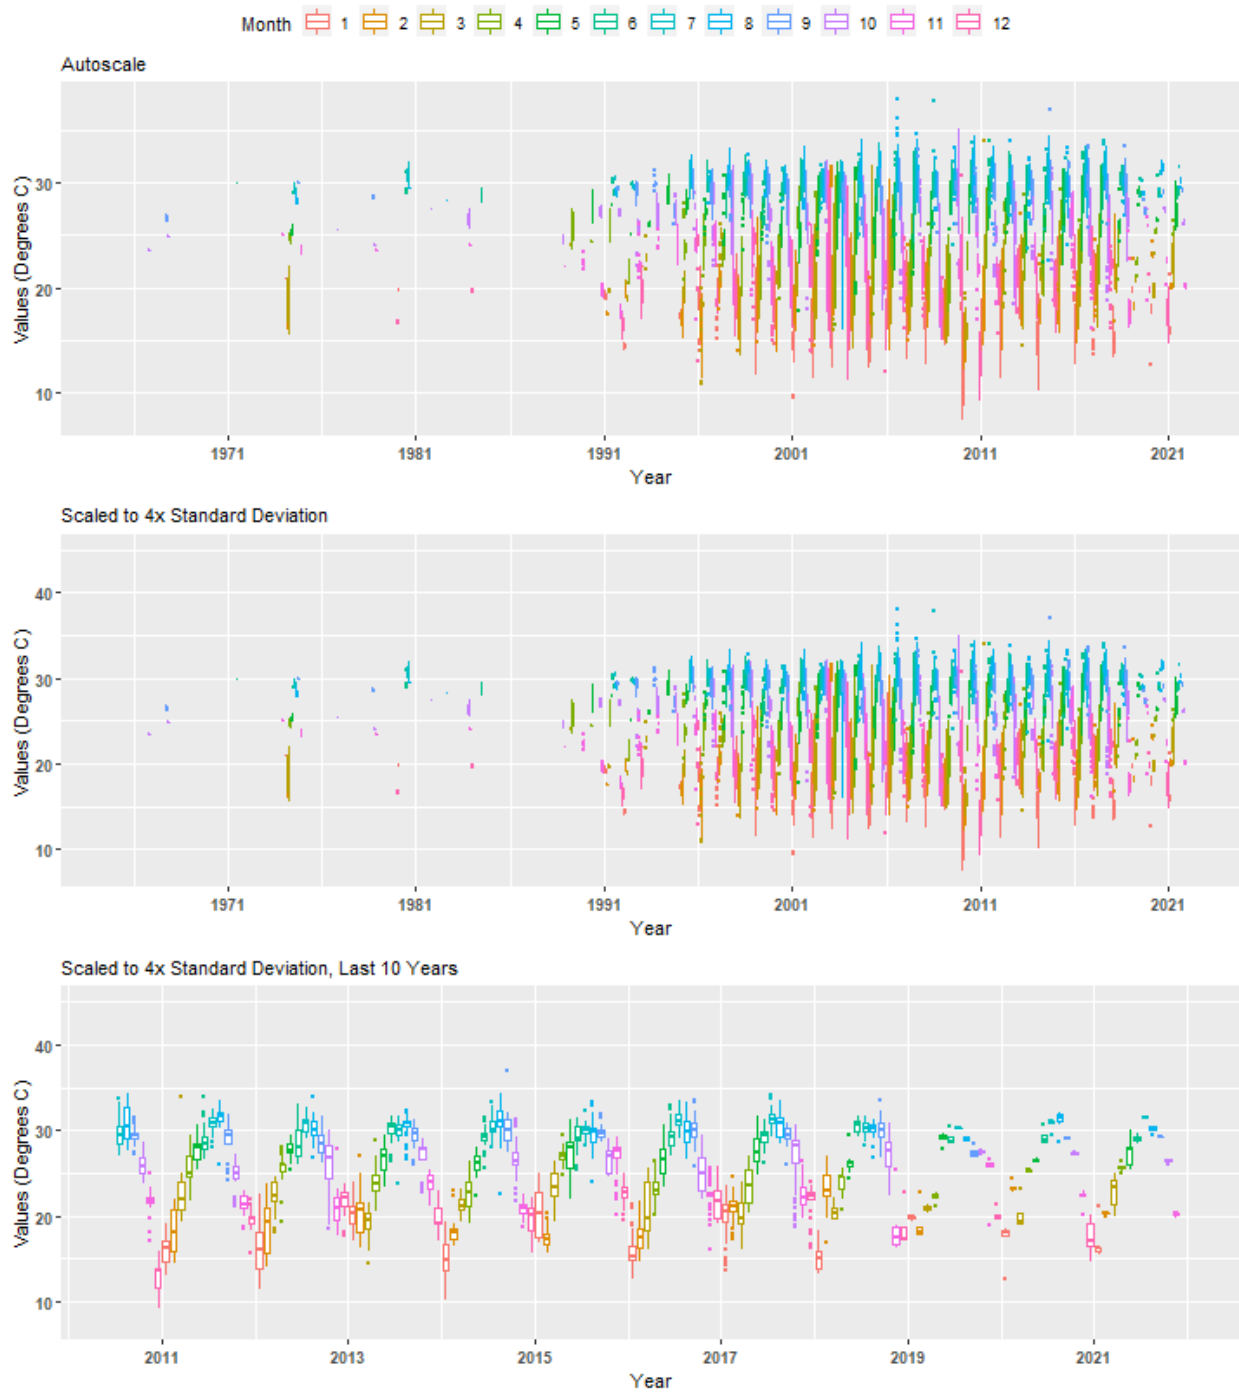 Month 1 2 3 4 5 6 7 8 9 10 11 12
Autoscale
Values (Degrees C)
30
20
10
1971 1981 1991 2001 2011 2021
Year
Scaled to 4x Standard Deviation
Values (Degrees C)
40
30
20
10
1971 1981 1991 2001 2011 2021
Year
Scaled to 4x Standard Deviation, Last 10 Years
Values (Degrees C)
40
30
20
10
2011 2013 2015 2017 2019 2021
Year